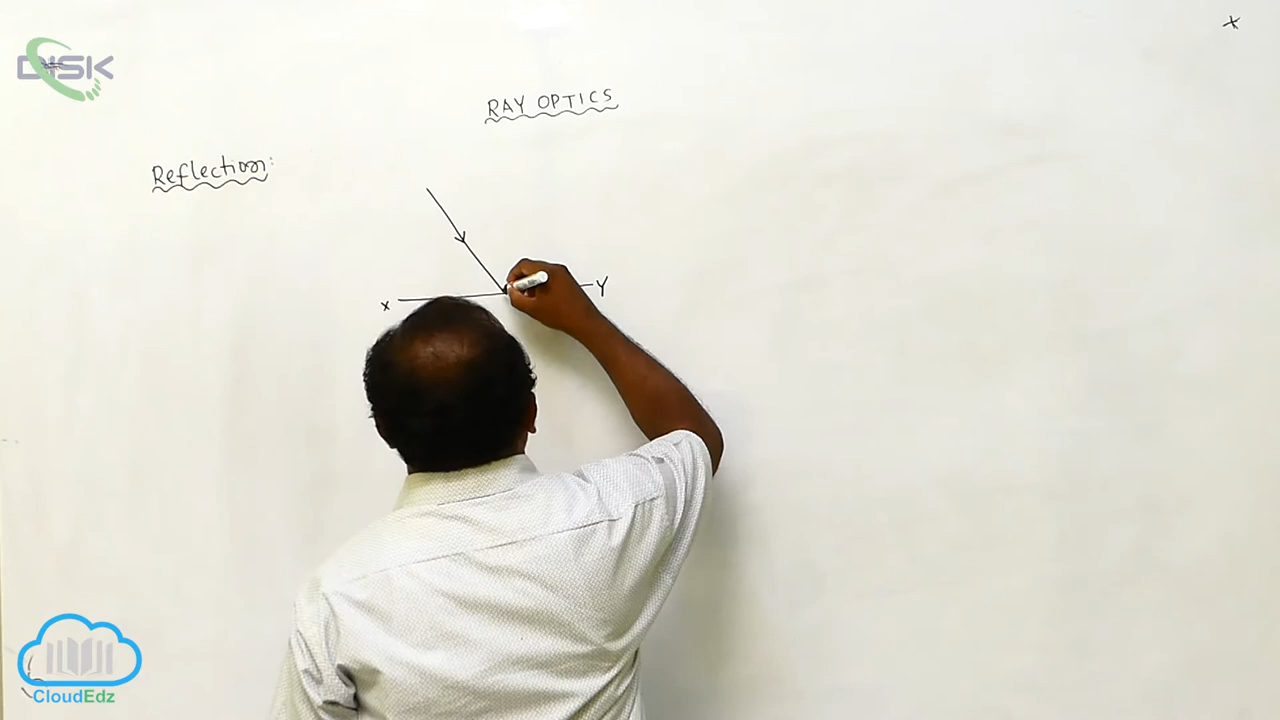 DISK
RAY OPTICS
Reflection:
x
Y
CloudEdz